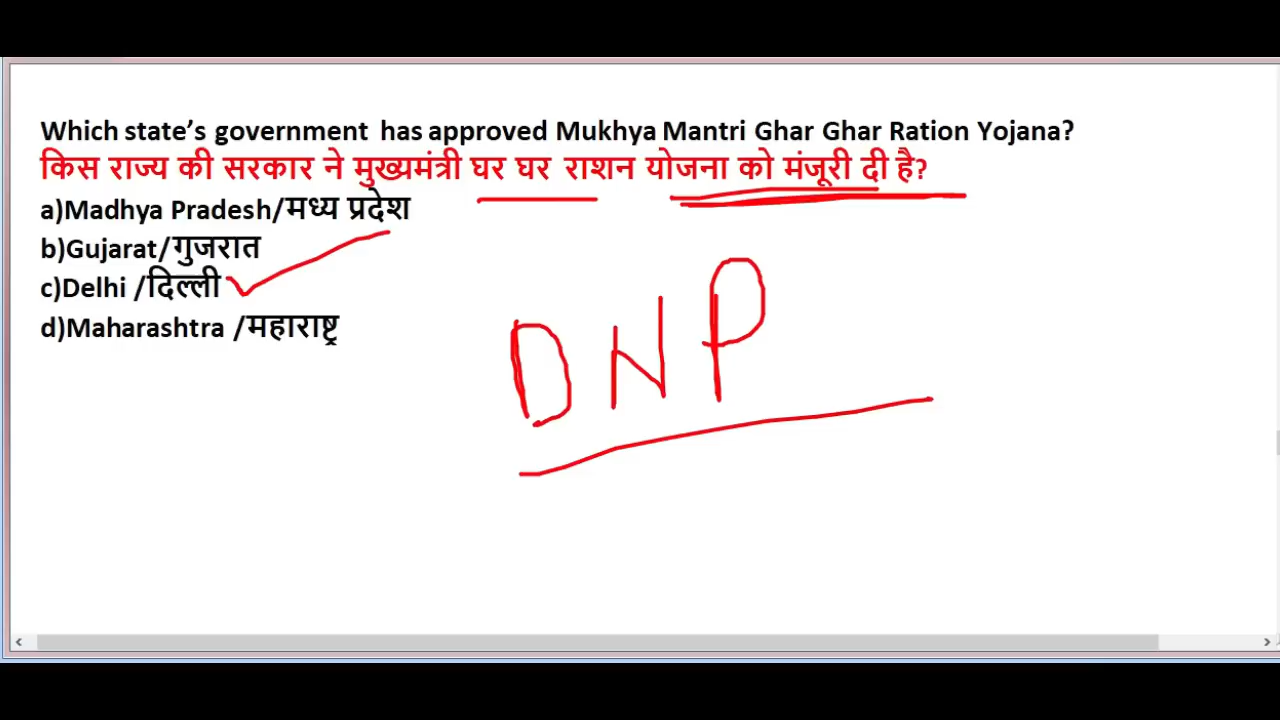 Which state’s government has approved Mukhya Mantri Ghar Ghar Ration Yojana?
किस राज्य की सरकार ने मुख्यमंत्री घर घर राशन योजना को मंजूरी दी है?
a)Madhya Pradesh/मध्य प्रदेश
b)Gujarat/गुजरात
c)Delhi /दिल्ली
d)Maharashtra /महाराष्ट्र
DNP